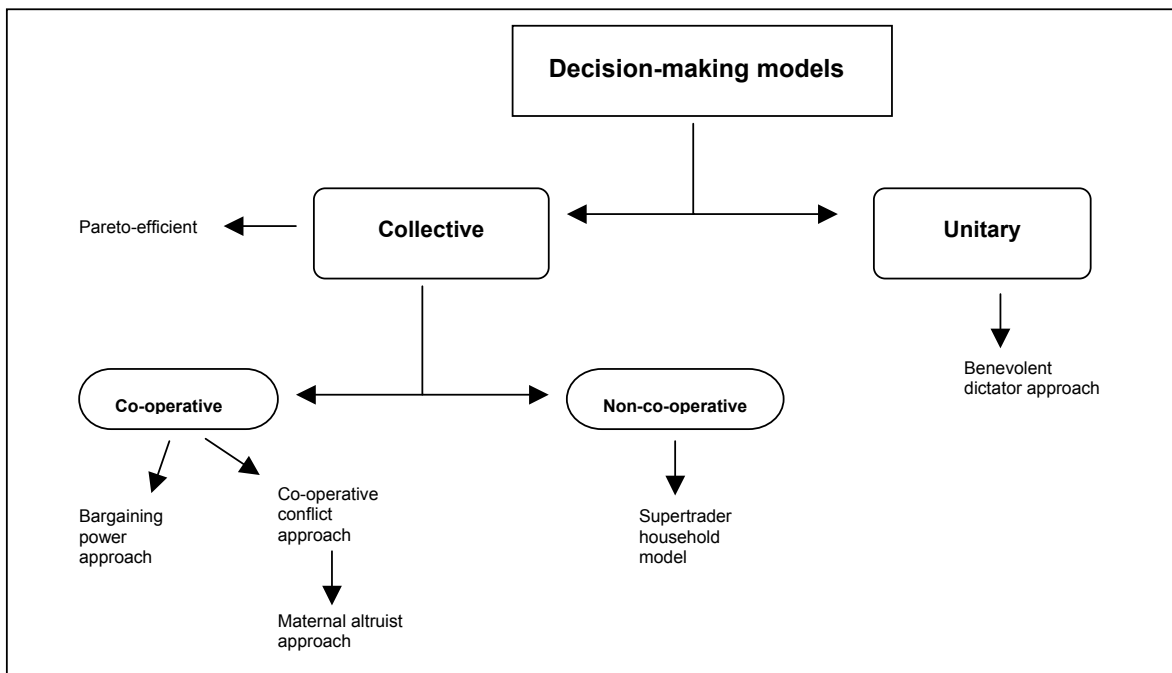 Decision-making models
Pareto-efficient
Collective
Unitary
Benevolent
dictator approach
Co-operative
Non-co-operative
Bargaining
power
approach
Co-operative
conflict
approach
Supertrader
household
model
Maternal altruist
approach